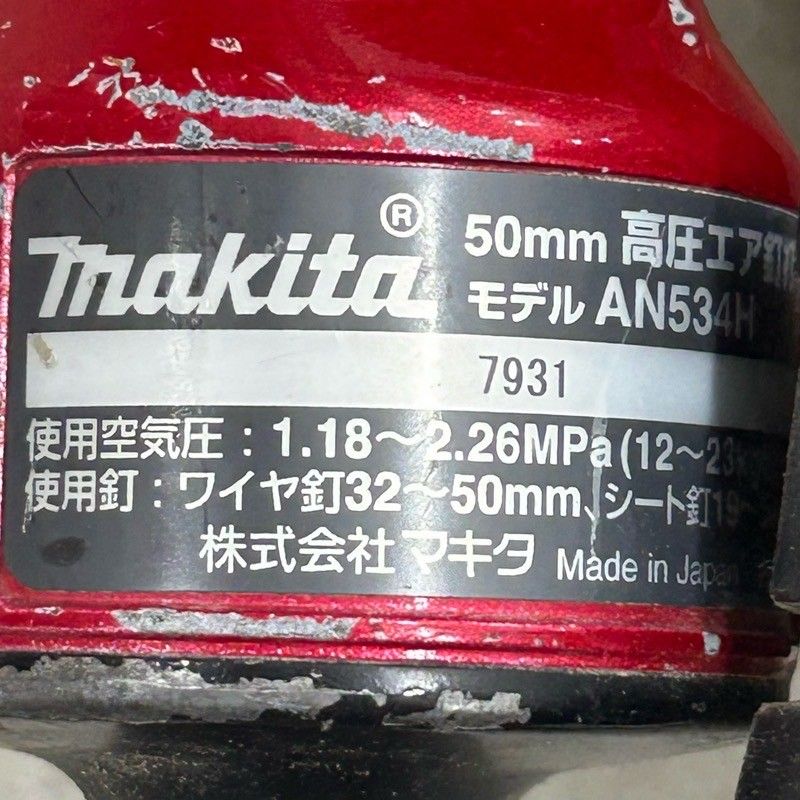 makita®
50mm 高圧エア釘打
モデル AN534H
7931
使用空気圧：1.18〜2.26MPa(12〜23
使用釘：ワイヤ釘32〜50mm、シート釘19〜
株式会社 マキタ Made in Japan